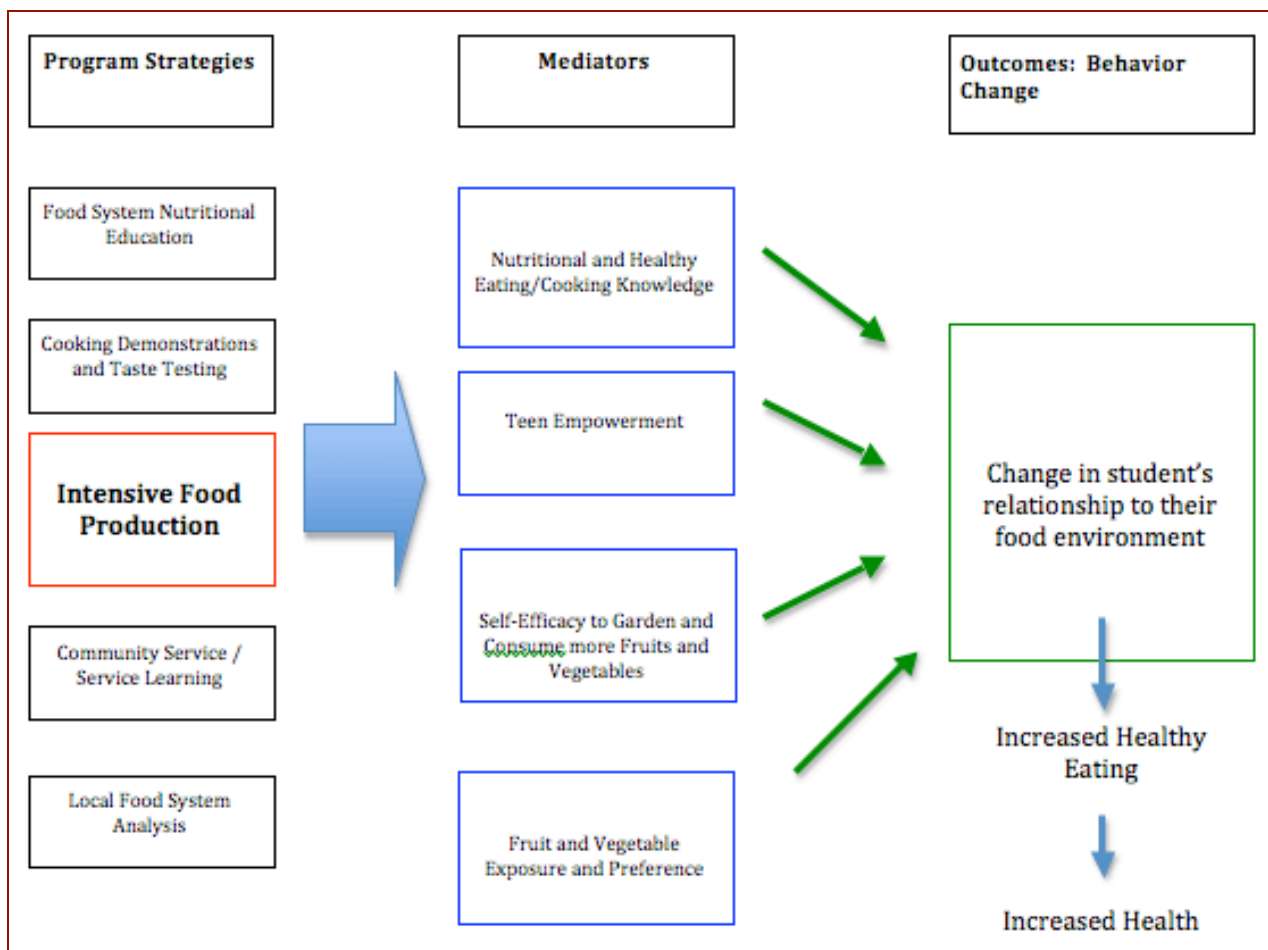 Program Strategies
Food System Nutritional
Education
Cooking Demonstrations
and Taste Testing
Intensive Food
Production
Community Service /
Service Learning
Local Food System
Analysis
Mediators
Nutritional and Healthy
Eating/Cooking Knowledge
Teen Empowerment
Self-Efficacy to Garden and
Consume more Fruits and
Vegetables
Fruit and Vegetable
Exposure and Preference
Outcomes: Behavior
Change
Change in student's
relationship to their
food environment
Increased Healthy
Eating
Increased Health